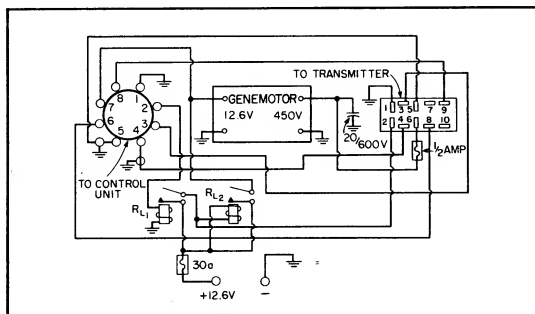 TO TRANSMITTER
8 1
7 2
6 3
5 4
GENEMOTOR
12.6V 450V
20/600V
1 3 5 7 9
2 4 6 8 10
1/2 AMP
TO CONTROL
UNIT
RL1
RL2
30a
+12.6V
−